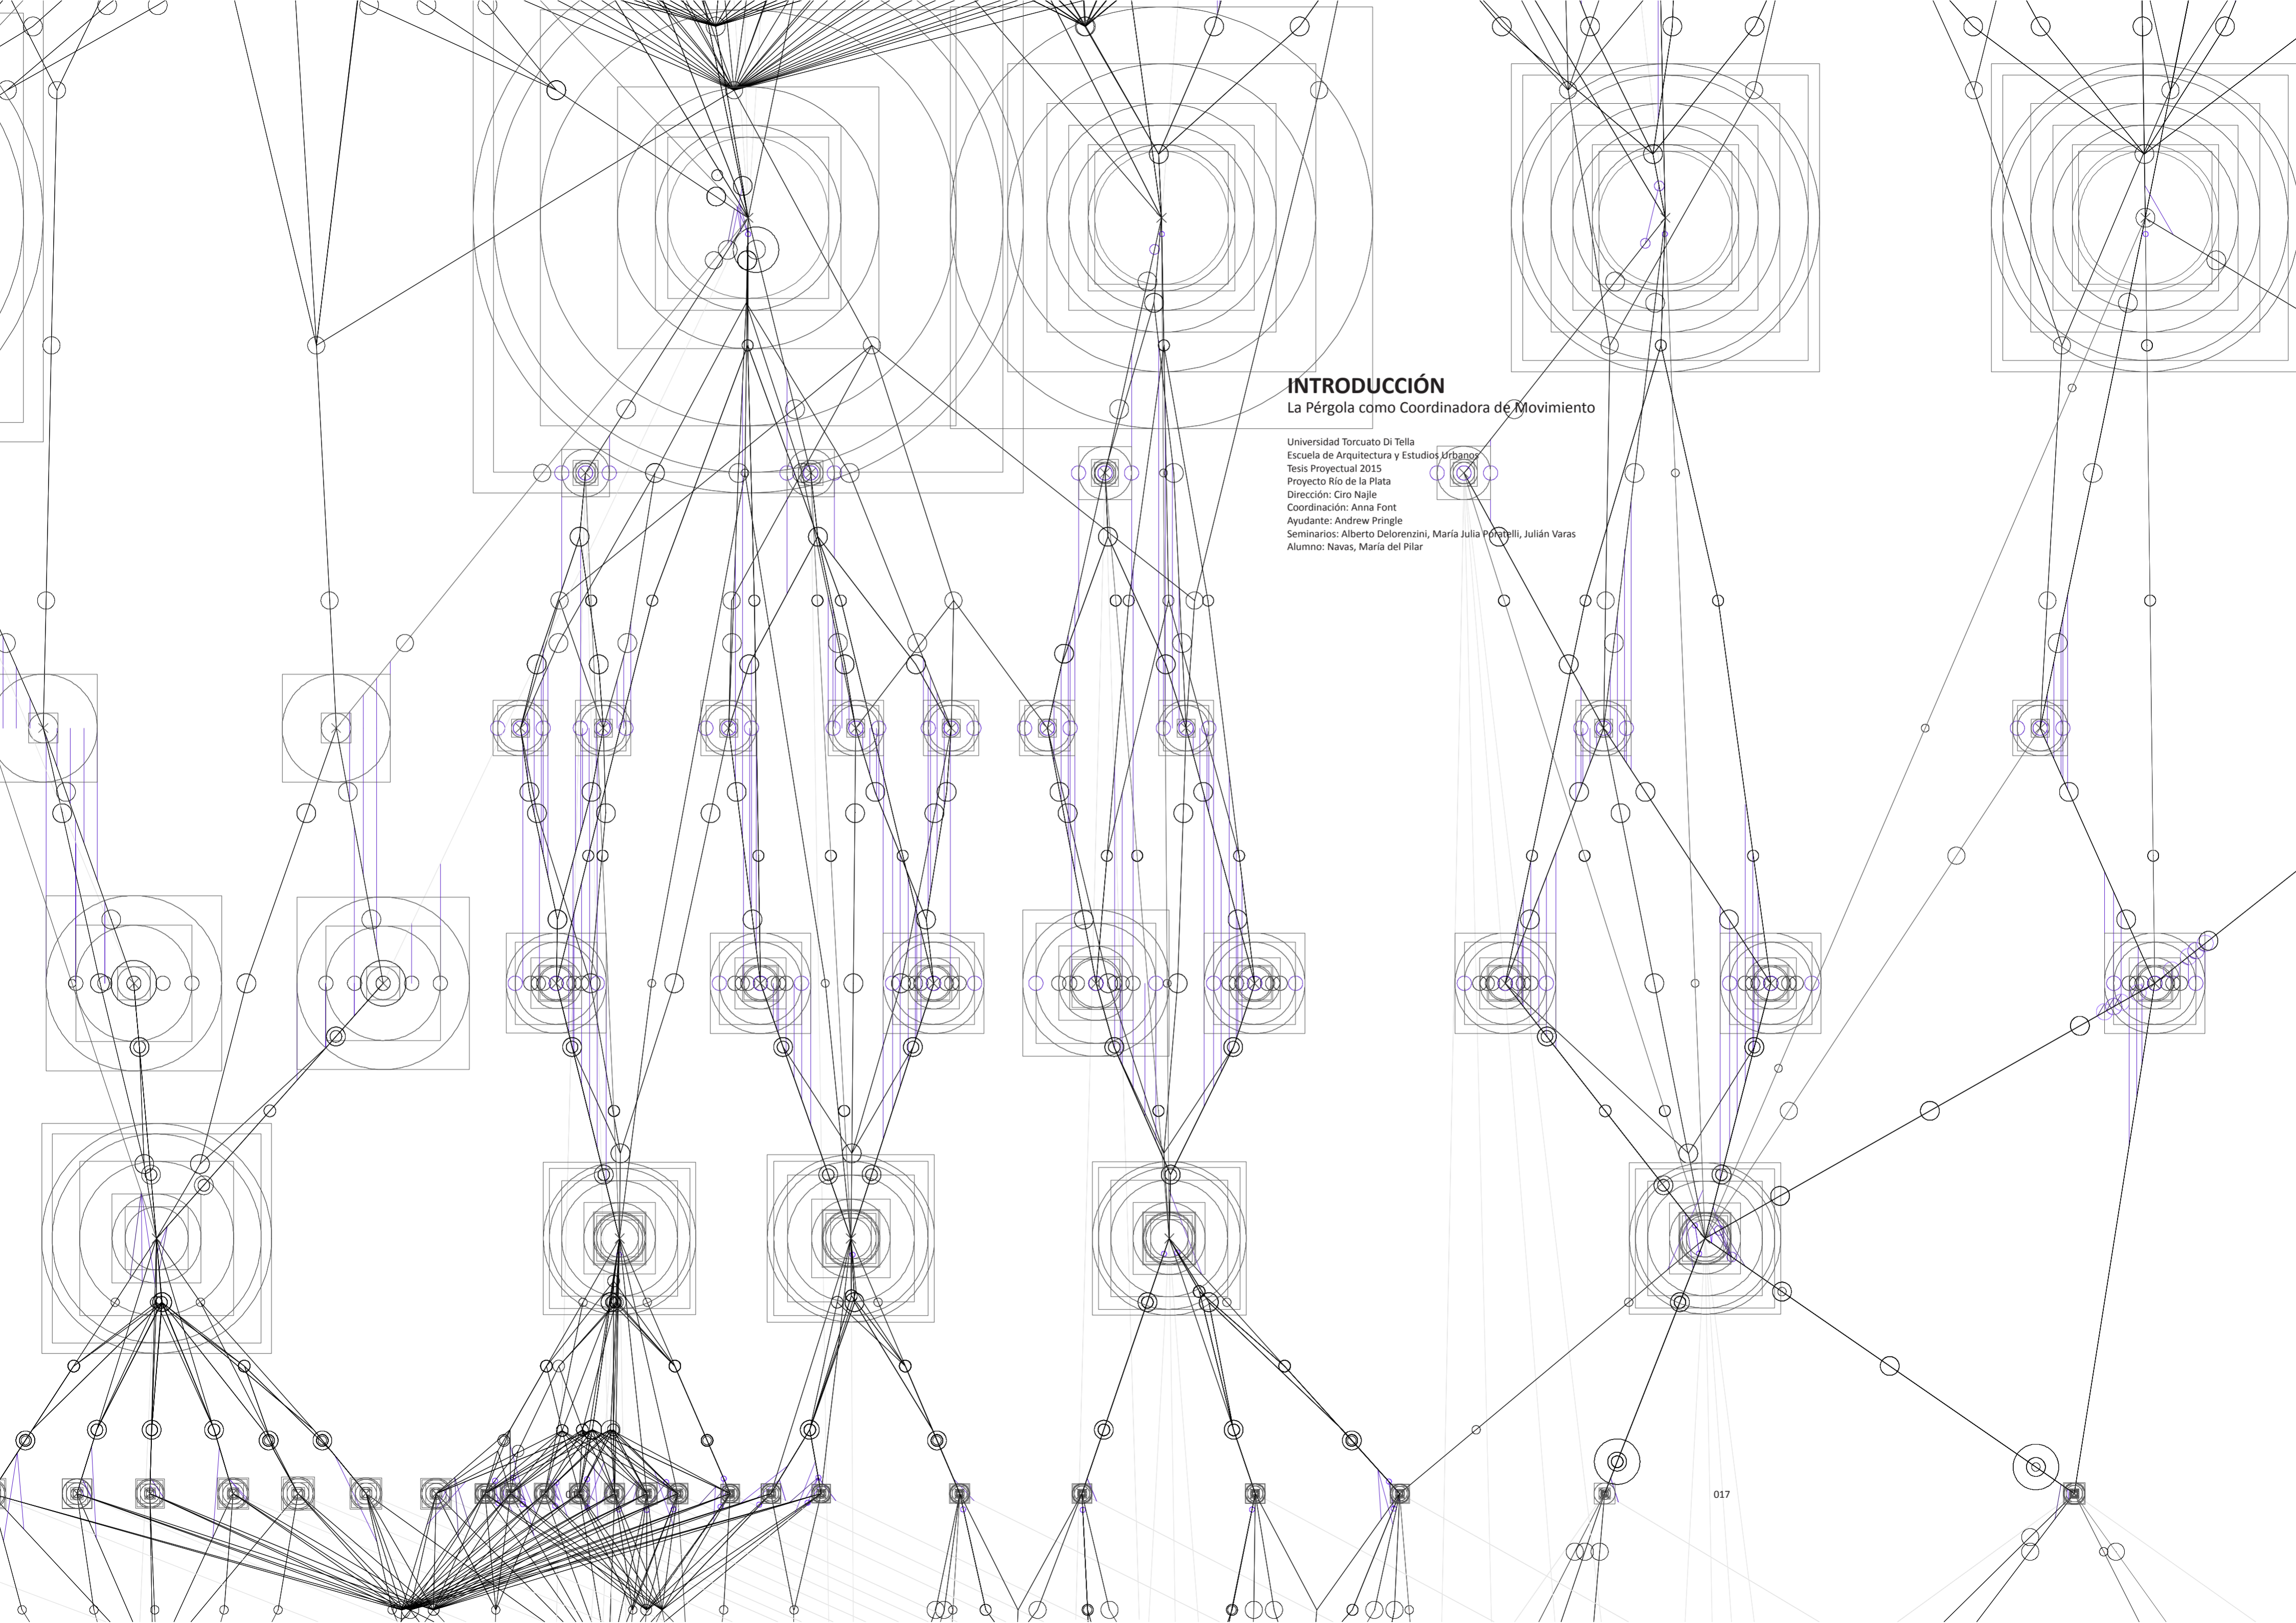 INTRODUCCIÓN
La Pérgola como Coordinadora de Movimiento
Universidad Torcuato Di Tella
Escuela de Arquitectura y Estudios Urbanos
Tesis Proyectual 2015
Proyecto Río de la Plata
Dirección: Ciro Najle
Coordinación: Anna Font
Ayudante: Andrew Pringle
Seminarios: Alberto Delorenzini, María Julia Poratelli, Julián Varas
Alumno: Navas, María del Pilar
017